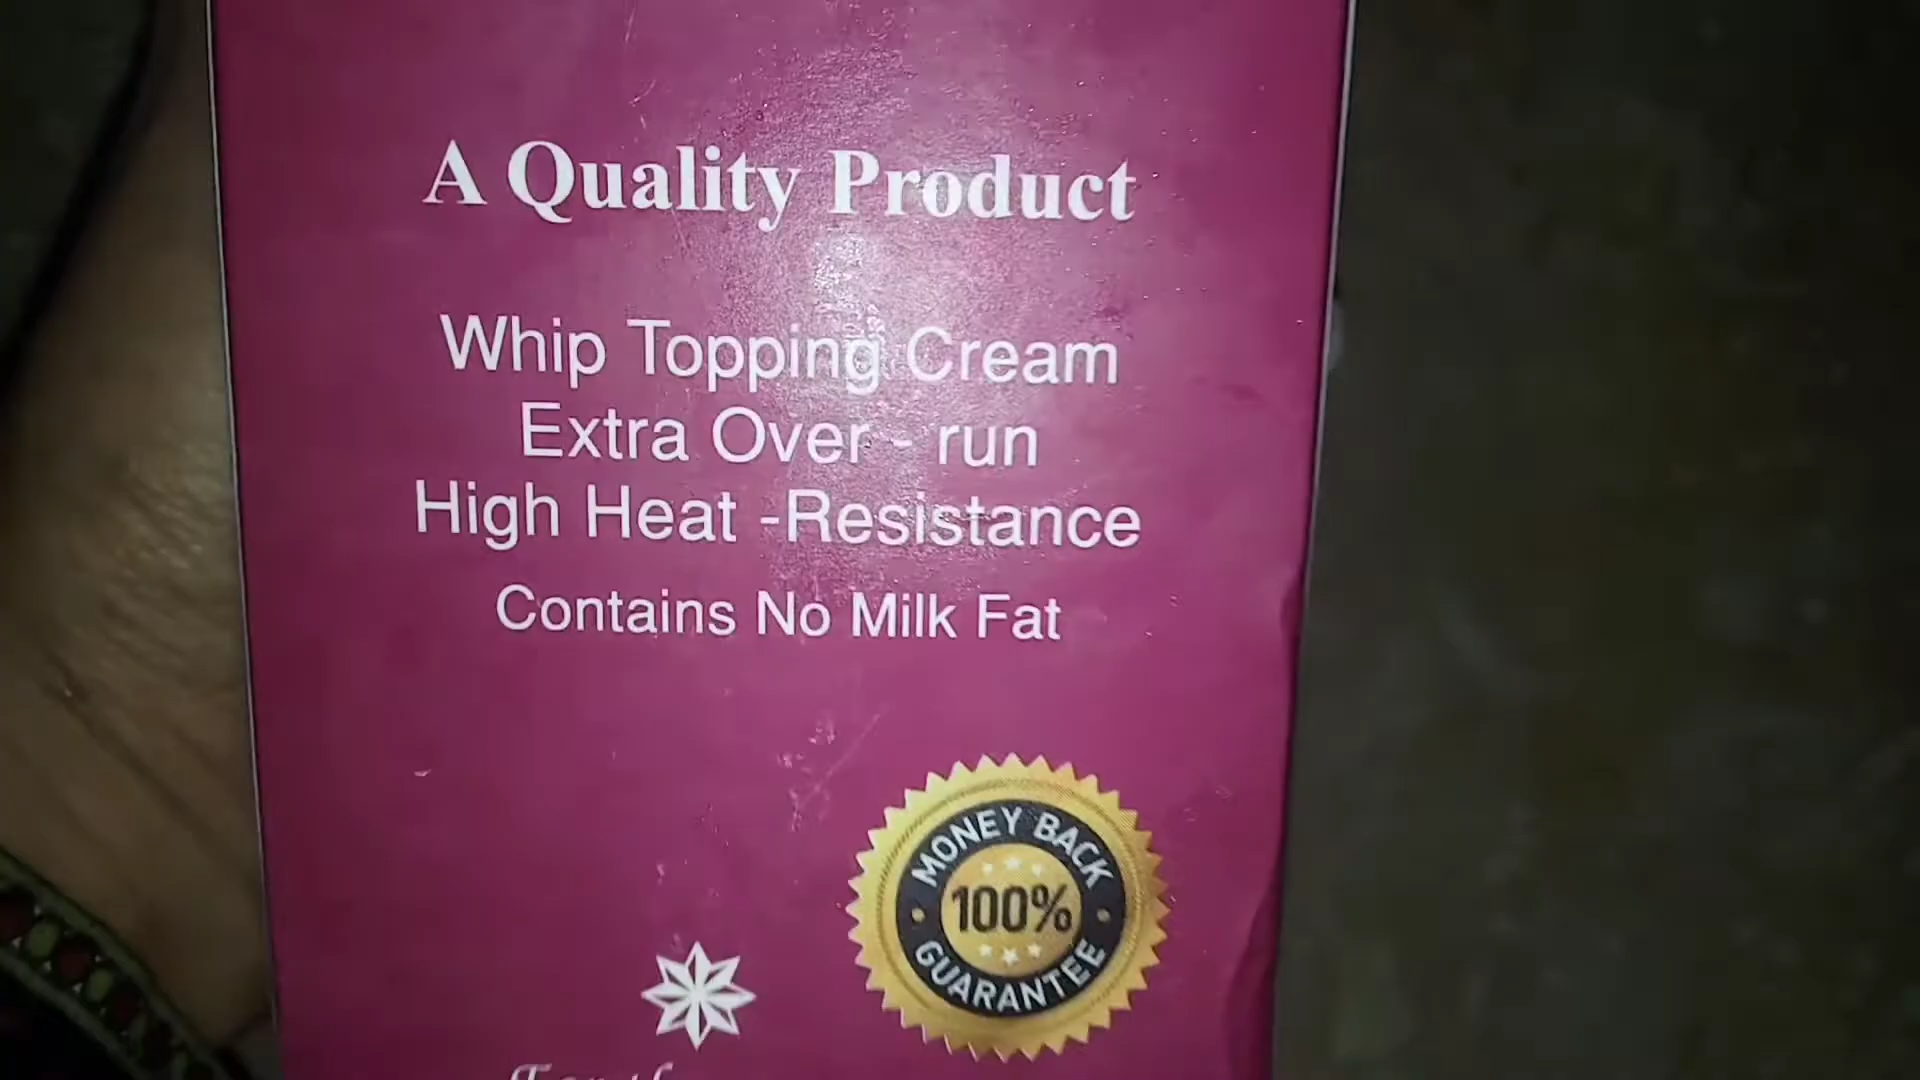 A Quality Product
Whip Topping Cream
Extra Over - run
High Heat -Resistance
Contains No Milk Fat
MONEY BACK
100%
GUARANTEE